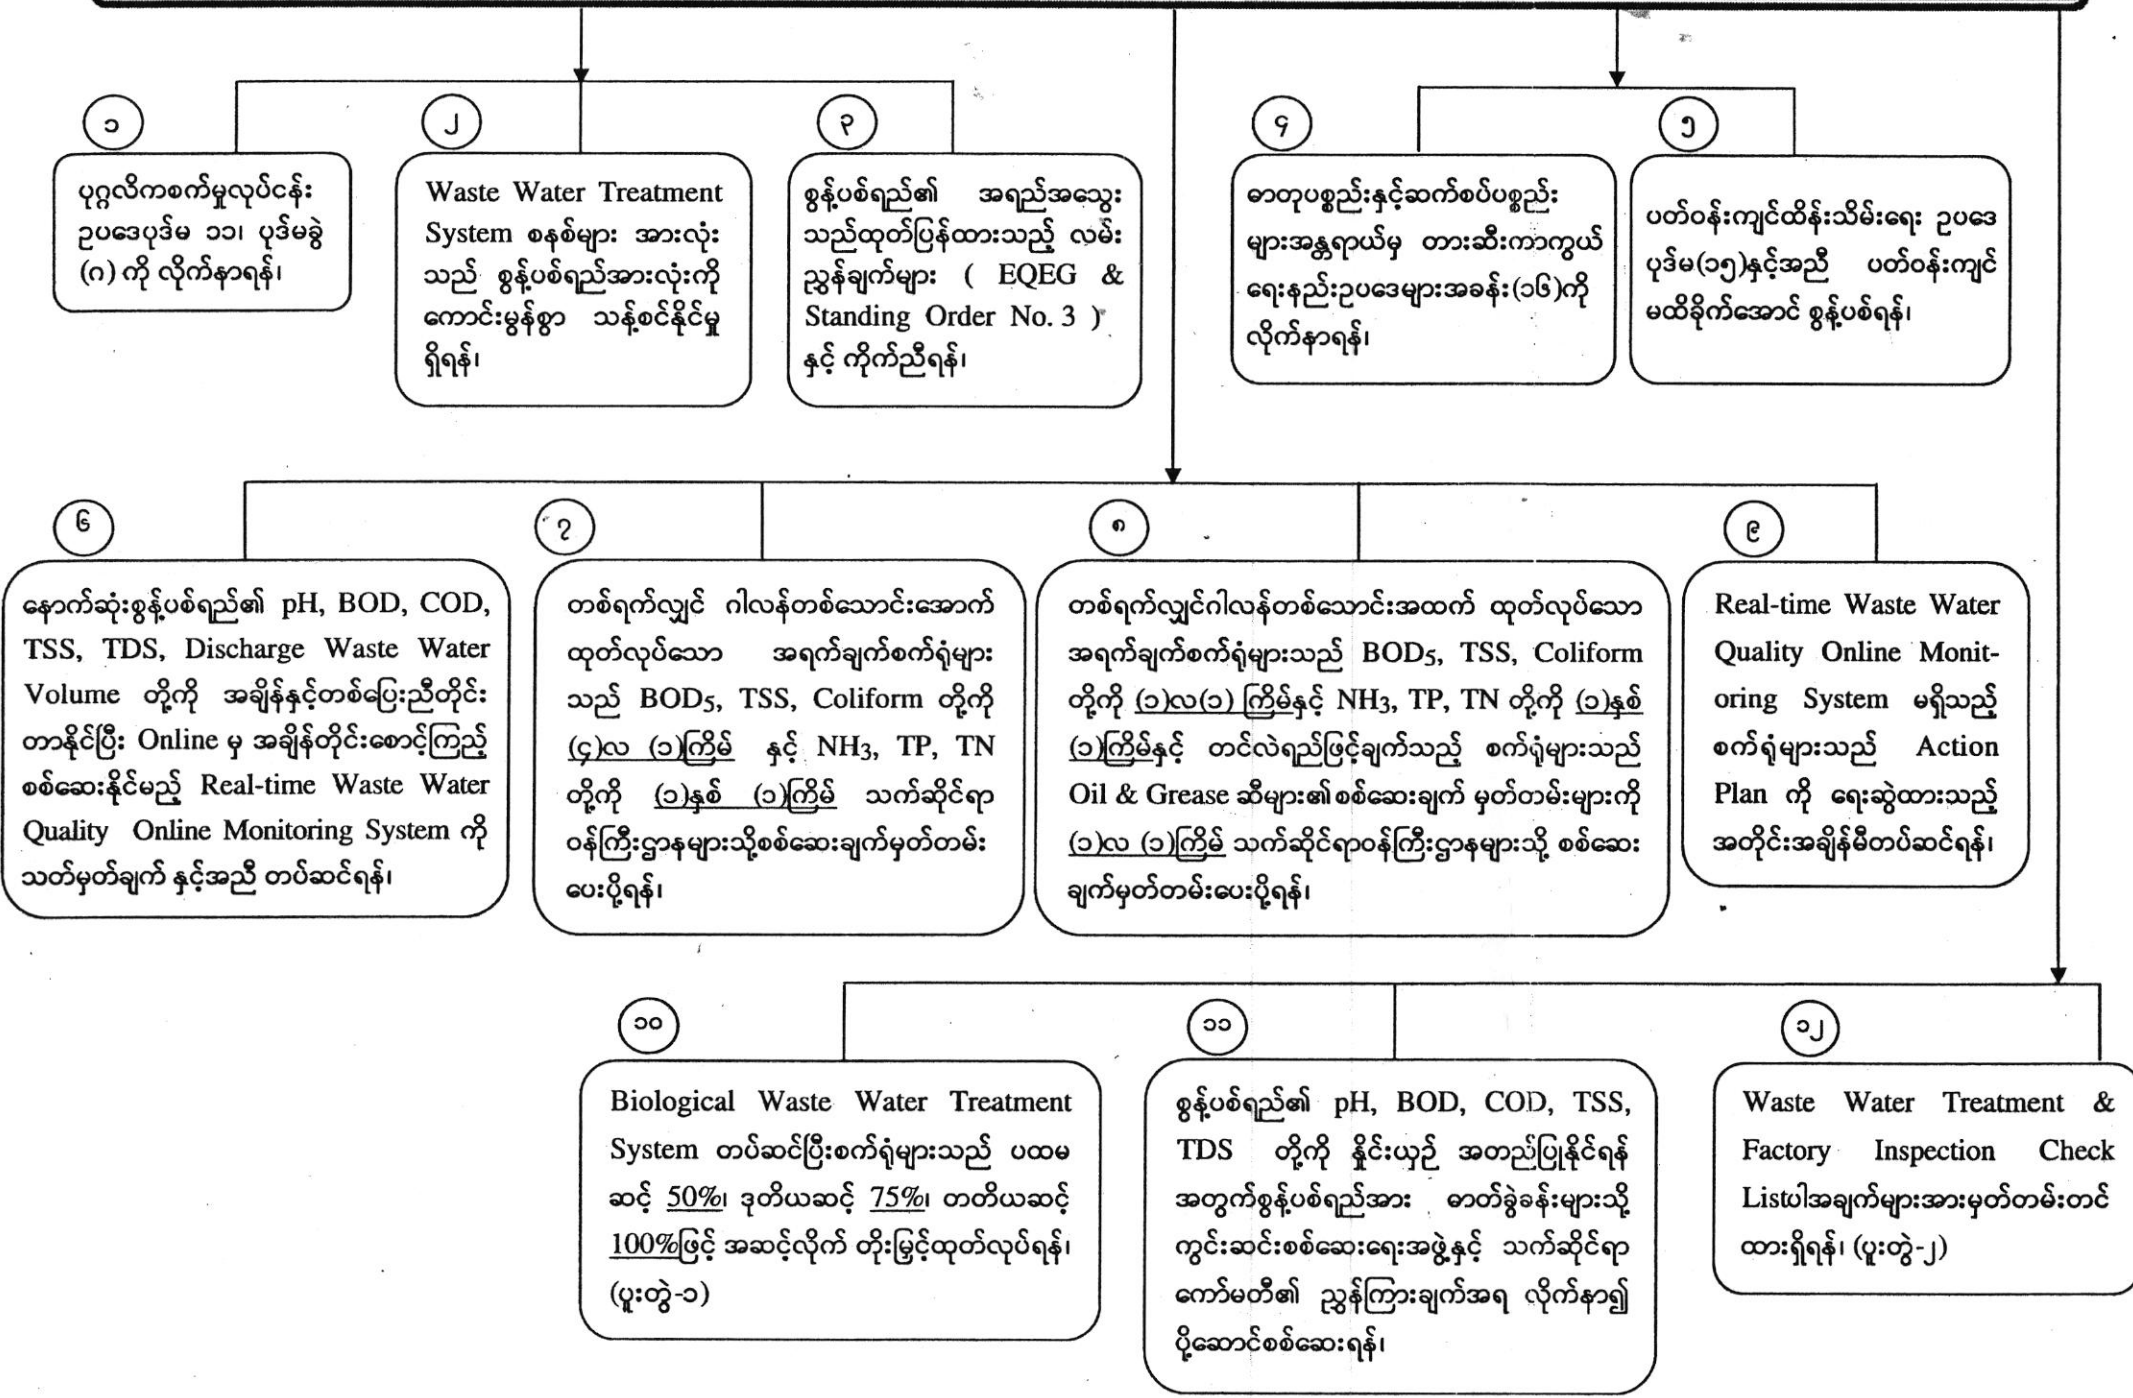 ၁
ပုဂ္ဂလိကစက်မှုလုပ်ငန်း
ဥပဒေပုဒ်မ ၁၁၊ ပုဒ်မခွဲ
(ဂ) ကို လိုက်နာရန်၊
၂
Waste Water Treatment
System စနစ်များ အားလုံး
သည် စွန့်ပစ်ရည်အားလုံးကို
ကောင်းမွန်စွာ သန့်စင်နိုင်မှု
ရှိရန်၊
၃
စွန့်ပစ်ရည်၏ အရည်အသွေး
သည်ထုတ်ပြန်ထားသည့် လမ်း
ညွှန်ချက်များ ( EQEG &
Standing Order No. 3 )
နှင့် ကိုက်ညီရန်၊
၄
ဓာတုပစ္စည်းနှင့်ဆက်စပ်ပစ္စည်း
များအန္တရာယ်မှ တားဆီးကာကွယ်
ရေးနည်းဥပဒေများအခန်း(၁၆)ကို
လိုက်နာရန်၊
၅
ပတ်ဝန်းကျင်ထိန်းသိမ်းရေး ဥပဒေ
ပုဒ်မ(၁၅)နှင့်အညီ ပတ်ဝန်းကျင်
မထိခိုက်အောင် စွန့်ပစ်ရန်၊
၆
နောက်ဆုံးစွန့်ပစ်ရည်၏ pH, BOD, COD,
TSS, TDS, Discharge Waste Water
Volume တို့ကို အချိန်နှင့်တစ်ပြေးညီတိုင်း
တာနိုင်ပြီး Online မှ အချိန်တိုင်းစောင့်ကြည့်
စစ်ဆေးနိုင်မည့် Real-time Waste Water
Quality Online Monitoring System ကို
သတ်မှတ်ချက် နှင့်အညီ တပ်ဆင်ရန်၊
၇
တစ်ရက်လျှင် ဂါလန်တစ်သောင်းအောက်
ထုတ်လုပ်သော အရက်ချက်စက်ရုံများ
သည် BOD5, TSS, Coliform တို့ကို
(၄)လ (၁)ကြိမ် နှင့် NH3, TP, TN
တို့ကို (၁)နှစ် (၁)ကြိမ် သက်ဆိုင်ရာ
ဝန်ကြီးဌာနများသို့စစ်ဆေးချက်မှတ်တမ်း
ပေးပို့ရန်၊
၈
တစ်ရက်လျှင်ဂါလန်တစ်သောင်းအထက် ထုတ်လုပ်သော
အရက်ချက်စက်ရုံများသည် BOD5, TSS, Coliform
တို့ကို (၁)လ(၁) ကြိမ်နှင့် NH3, TP, TN တို့ကို (၁)နှစ်
(၁)ကြိမ်နှင့် တင်လဲရည်ဖြင့်ချက်သည့် စက်ရုံများသည်
Oil & Grease ဆီများ၏စစ်ဆေးချက် မှတ်တမ်းများကို
(၁)လ (၁)ကြိမ် သက်ဆိုင်ရာဝန်ကြီးဌာနများသို့ စစ်ဆေး
ချက်မှတ်တမ်းပေးပို့ရန်၊
၉
Real-time Waste Water
Quality Online Monit-
oring System မရှိသည့်
စက်ရုံများသည် Action
Plan ကို ရေးဆွဲထားသည့်
အတိုင်းအချိန်မီတပ်ဆင်ရန်၊
၁၀
Biological Waste Water Treatment
System တပ်ဆင်ပြီးစက်ရုံများသည် ပထမ
ဆင့် 50%၊ ဒုတိယဆင့် 75%၊ တတိယဆင့်
100%ဖြင့် အဆင့်လိုက် တိုးမြှင့်ထုတ်လုပ်ရန်၊
(ပူးတွဲ-၁)
၁၁
စွန့်ပစ်ရည်၏ pH, BOD, COD, TSS,
TDS တို့ကို နှိုင်းယှဉ် အတည်ပြုနိုင်ရန်
အတွက်စွန့်ပစ်ရည်အား ဓာတ်ခွဲခန်းများသို့
ကွင်းဆင်းစစ်ဆေးရေးအဖွဲ့နှင့် သက်ဆိုင်ရာ
ကော်မတီ၏ ညွှန်ကြားချက်အရ လိုက်နာ၍
ပို့ဆောင်စစ်ဆေးရန်၊
၁၂
Waste Water Treatment &
Factory Inspection Check
Listပါအချက်များအားမှတ်တမ်းတင်
ထားရှိရန်၊ (ပူးတွဲ-၂)